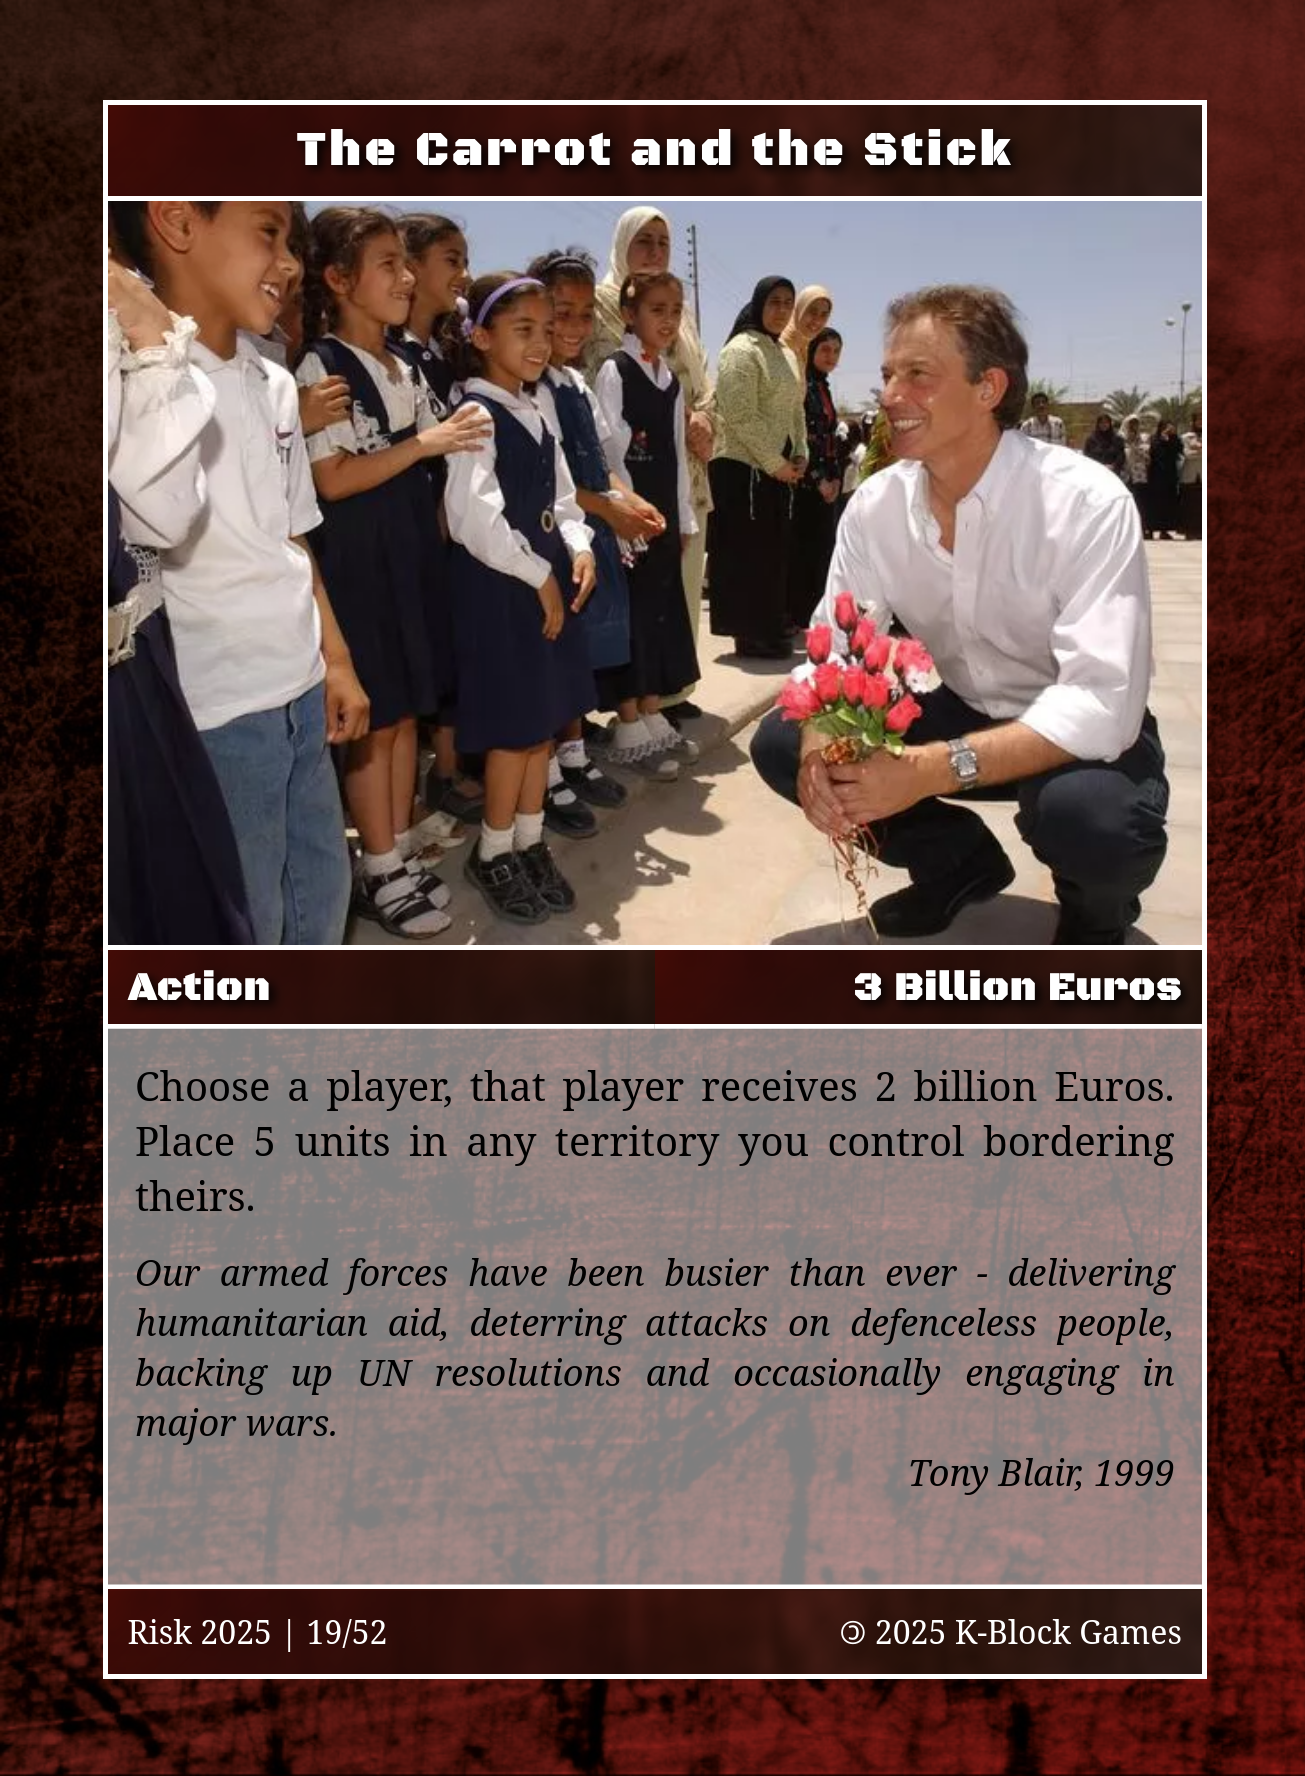 The Carrot and the Stick
Action
3 Billion Euros
Choose a player, that player receives 2 billion Euros.
Place 5 units in any territory you control bordering
theirs.
Our armed forces have been busier than ever - delivering
humanitarian aid, deterring attacks on defenceless people,
backing up UN resolutions and occasionally engaging in
major wars.
Tony Blair, 1999
Risk 2025 | 19/52
🄯 2025 K-Block Games